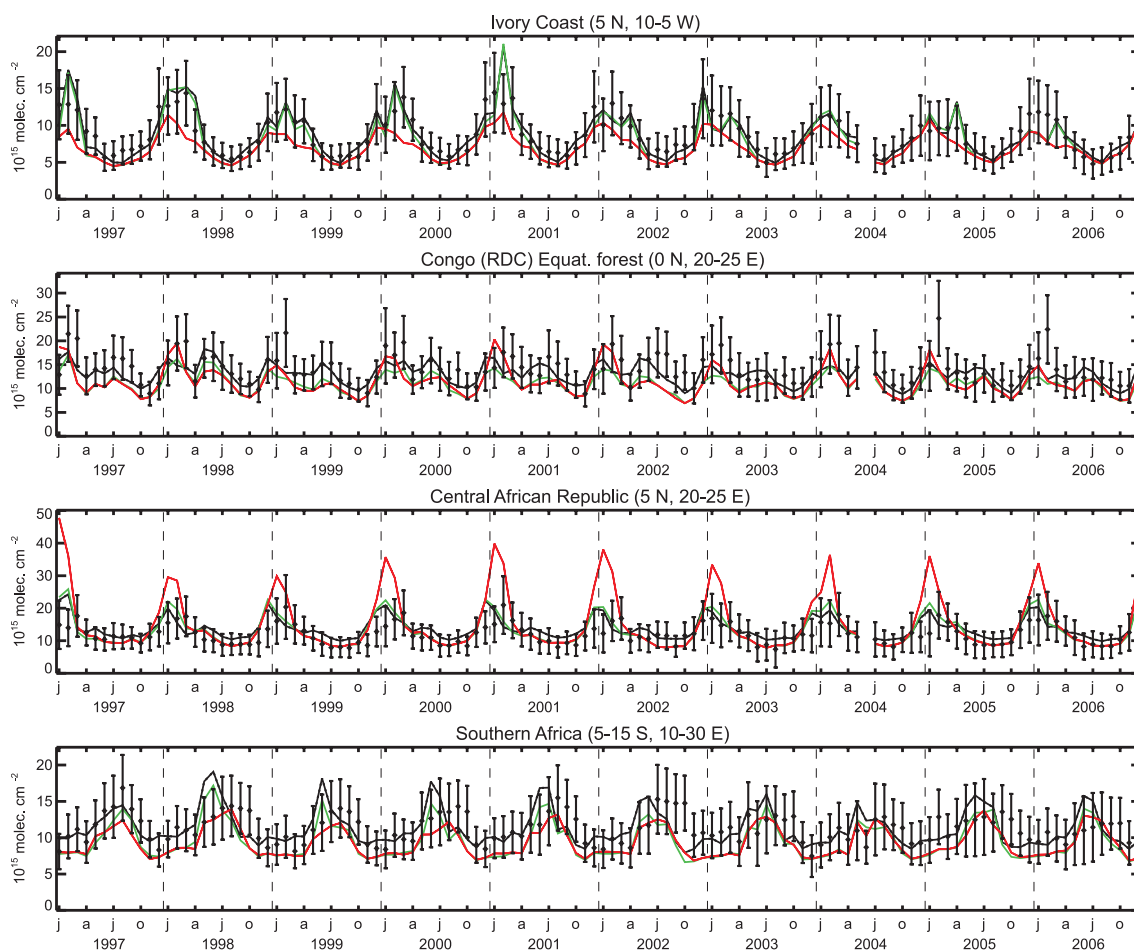 Ivory Coast (5 N, 10-5 W)
20
15
10
5
0
10¹⁵ molec. cm⁻²
j a j o j a j o j a j o j a j o j a j o j a j o j a j o j a j o j a j o j a j o
1997 1998 1999 2000 2001 2002 2003 2004 2005 2006
Congo (RDC) Equat. forest (0 N, 20-25 E)
30
25
20
15
10
5
0
10¹⁵ molec. cm⁻²
j a j o j a j o j a j o j a j o j a j o j a j o j a j o j a j o j a j o j a j o
1997 1998 1999 2000 2001 2002 2003 2004 2005 2006
Central African Republic (5 N, 20-25 E)
50
40
30
20
10
0
10¹⁵ molec. cm⁻²
j a j o j a j o j a j o j a j o j a j o j a j o j a j o j a j o j a j o j a j o
1997 1998 1999 2000 2001 2002 2003 2004 2005 2006
Southern Africa (5-15 S, 10-30 E)
20
15
10
5
0
10¹⁵ molec. cm⁻²
j a j o j a j o j a j o j a j o j a j o j a j o j a j o j a j o j a j o j a j o
1997 1998 1999 2000 2001 2002 2003 2004 2005 2006